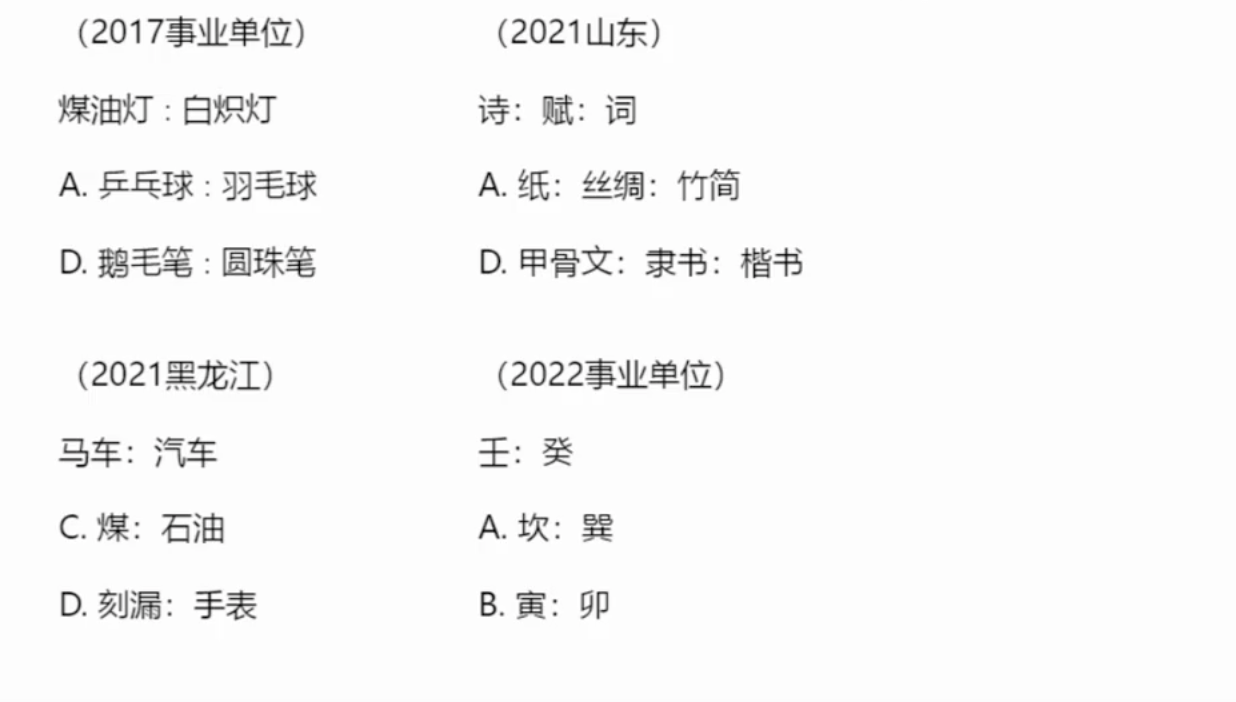 （2017事业单位）
煤油灯 : 白炽灯
A. 乒乓球 : 羽毛球
D. 鹅毛笔 : 圆珠笔
（2021山东）
诗：赋：词
A. 纸：丝绸：竹简
D. 甲骨文：隶书：楷书
（2021黑龙江）
马车：汽车
C. 煤：石油
D. 刻漏：手表
（2022事业单位）
壬：癸
A. 坎：巽
B. 寅：卯